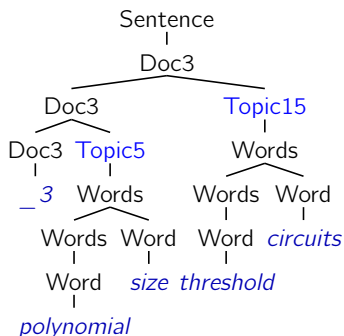 Sentence
Doc3
Doc3 Topic15
Doc3 Topic5 Words
_3 Words Words Word
Words Word Word circuits
Word size threshold
polynomial